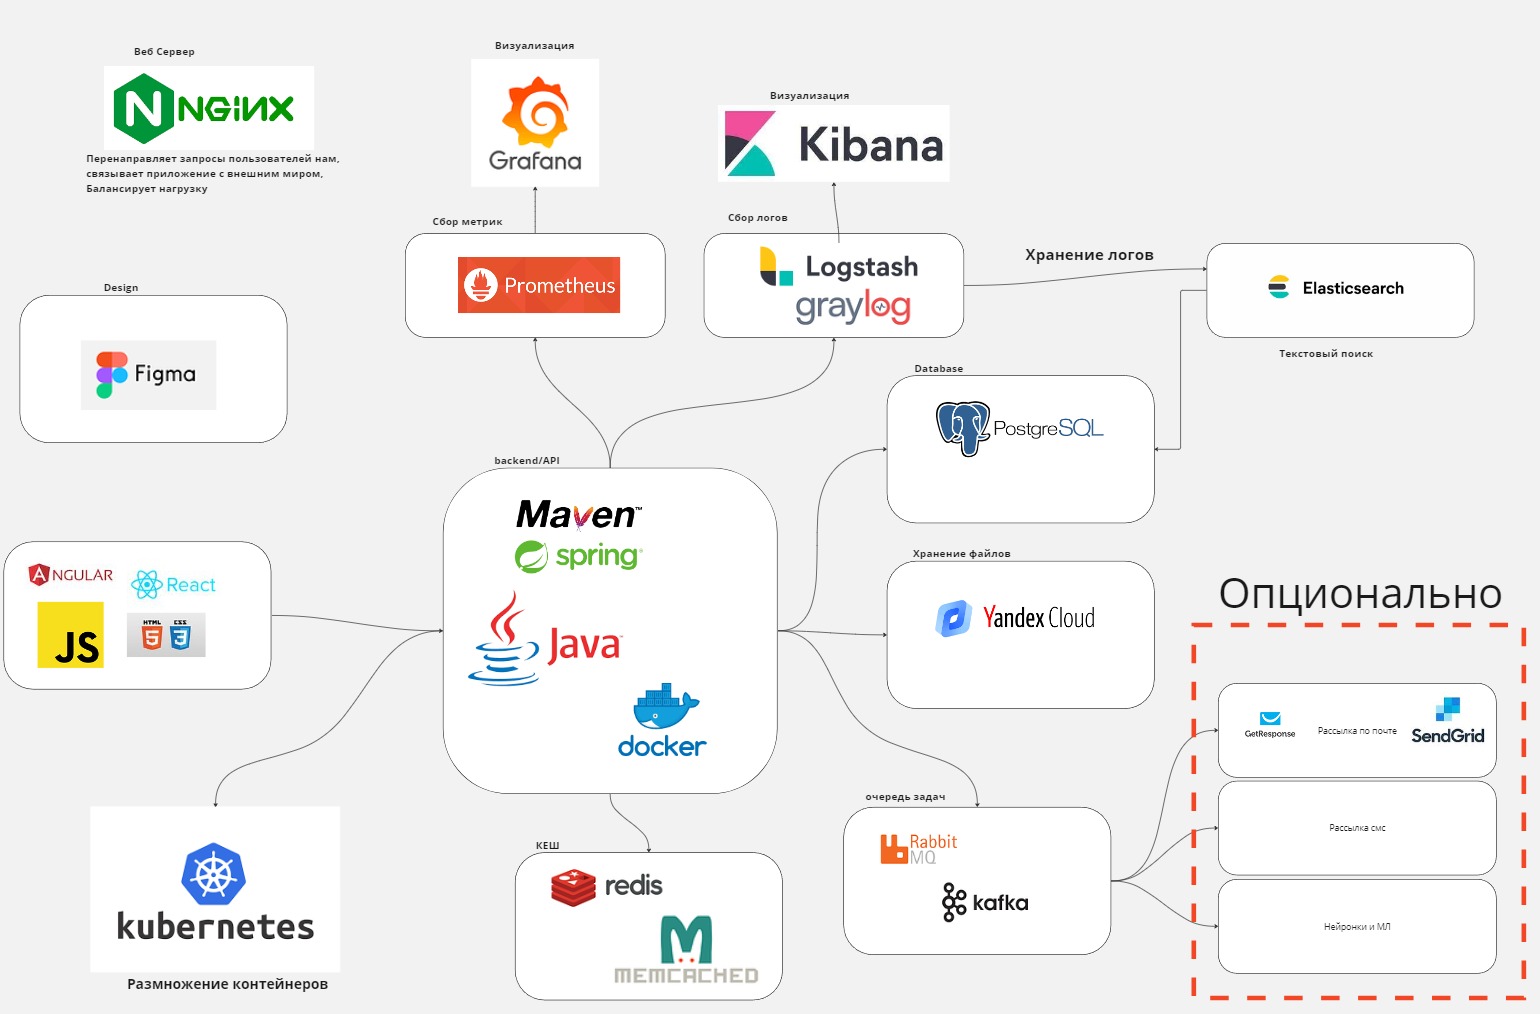 Веб Сервер
NGiNX
Перенаправляет запросы пользователей нам,
связывает приложение с внешним миром,
Балансирует нагрузку
Визуализация
Grafana
Визуализация
Kibana
Сбор метрик
Prometheus
Сбор логов
Logstash
graylog
Хранение логов
Elasticsearch
Текстовый поиск
Design
Figma
Database
PostgreSQL
backend/API
Maven™
spring®
Java™
docker
ANGULAR
React
JS
HTML
5
CSS
3
Хранение файлов
Yandex Cloud
Опционально
GetResponse
Рассылка по почте
SendGrid
Рассылка смс
Нейронки и МЛ
очередь задач
Rabbit
MQ
kafka
КЕШ
redis
MEMCACHED
kubernetes
Размножение контейнеров